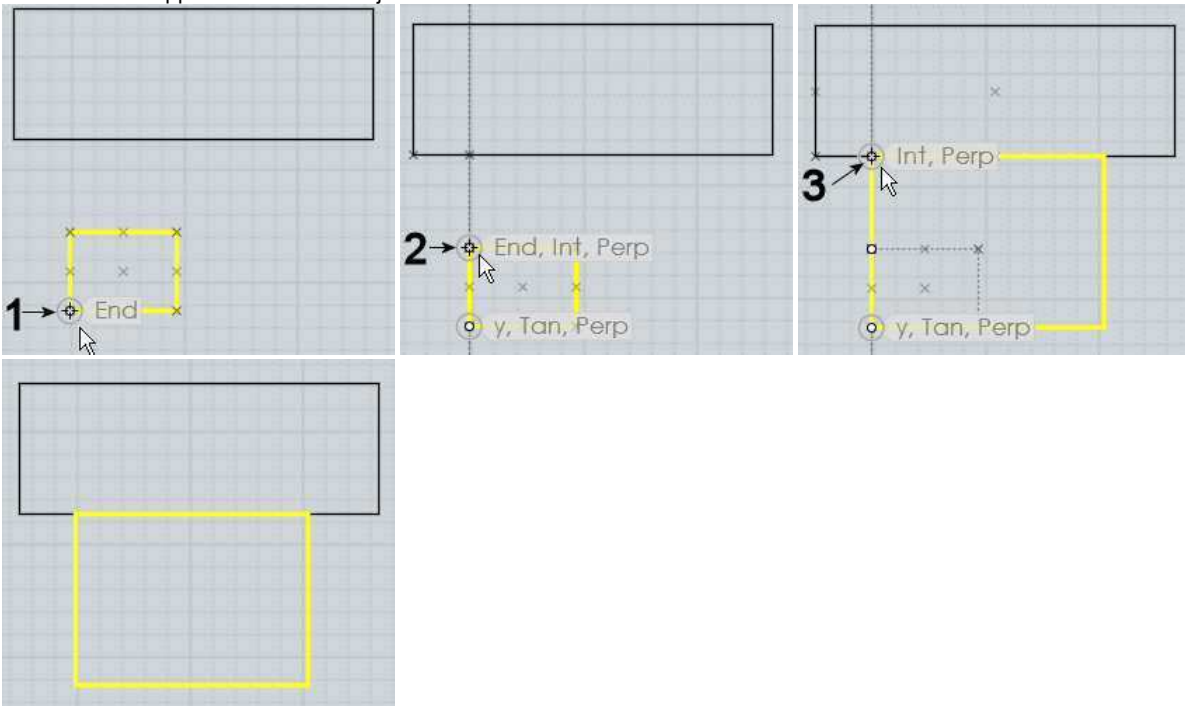 1
End
2
End, Int, Perp
y, Tan, Perp
3
Int, Perp
y, Tan, Perp